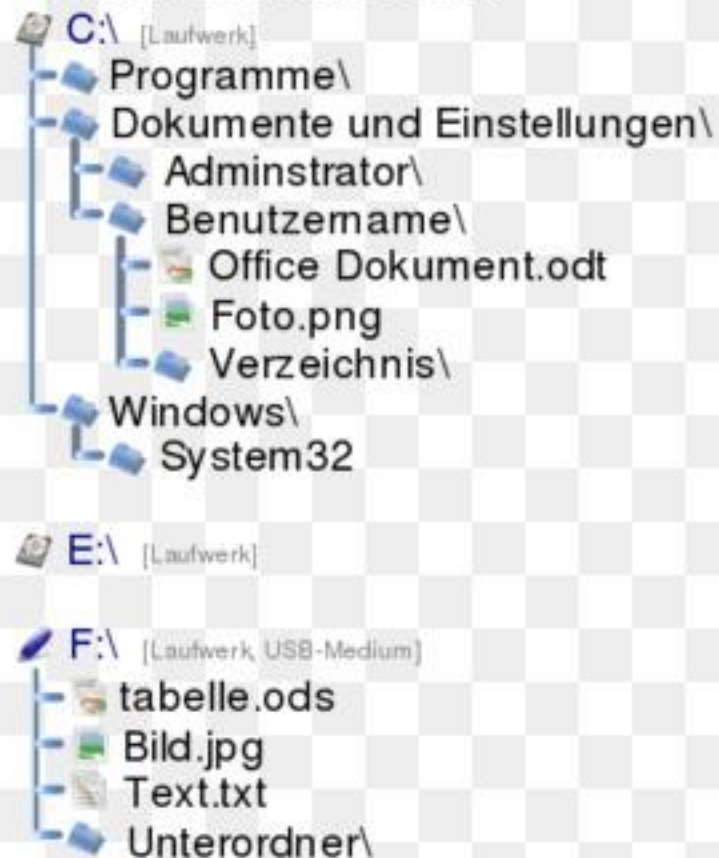 C:\ [Laufwerk]
Programme\
Dokumente und Einstellungen\
Adminstrator\
Benutzername\
Office Dokument.odt
Foto.png
Verzeichnis\
Windows\
System32
E:\ [Laufwerk]
F:\ [Laufwerk, USB-Medium]
tabelle.ods
Bild.jpg
Text.txt
Unterordner\